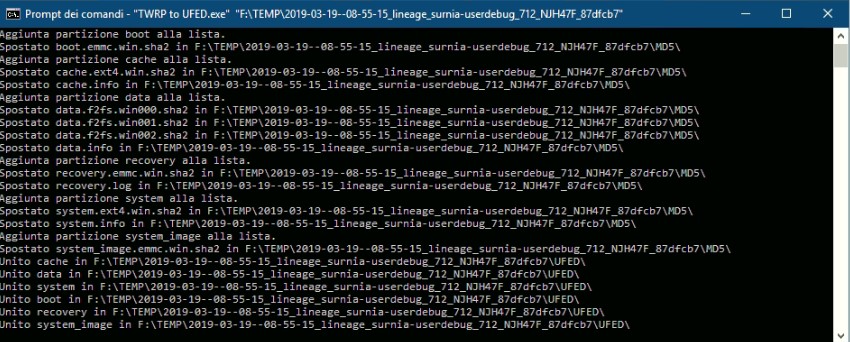 Prompt dei comandi - "TWRP to UFED.exe" "F:\TEMP\2019-03-19--08-55-15_lineage_surnia-userdebug_712_NJH47F_87dfcb7"
Aggiunta partizione boot alla lista.
Spostato boot.emmc.win.sha2 in F:\TEMP\2019-03-19--08-55-15_lineage_surnia-userdebug_712_NJH47F_87dfcb7\MD5\
Aggiunta partizione cache alla lista.
Spostato cache.ext4.win.sha2 in F:\TEMP\2019-03-19--08-55-15_lineage_surnia-userdebug_712_NJH47F_87dfcb7\MD5\
Spostato cache.info in F:\TEMP\2019-03-19--08-55-15_lineage_surnia-userdebug_712_NJH47F_87dfcb7\MD5\
Aggiunta partizione data alla lista.
Spostato data.f2fs.win000.sha2 in F:\TEMP\2019-03-19--08-55-15_lineage_surnia-userdebug_712_NJH47F_87dfcb7\MD5\
Spostato data.f2fs.win001.sha2 in F:\TEMP\2019-03-19--08-55-15_lineage_surnia-userdebug_712_NJH47F_87dfcb7\MD5\
Spostato data.f2fs.win002.sha2 in F:\TEMP\2019-03-19--08-55-15_lineage_surnia-userdebug_712_NJH47F_87dfcb7\MD5\
Spostato data.info in F:\TEMP\2019-03-19--08-55-15_lineage_surnia-userdebug_712_NJH47F_87dfcb7\MD5\
Aggiunta partizione recovery alla lista.
Spostato recovery.emmc.win.sha2 in F:\TEMP\2019-03-19--08-55-15_lineage_surnia-userdebug_712_NJH47F_87dfcb7\MD5\
Spostato recovery.log in F:\TEMP\2019-03-19--08-55-15_lineage_surnia-userdebug_712_NJH47F_87dfcb7\MD5\
Aggiunta partizione system alla lista.
Spostato system.ext4.win.sha2 in F:\TEMP\2019-03-19--08-55-15_lineage_surnia-userdebug_712_NJH47F_87dfcb7\MD5\
Spostato system.info in F:\TEMP\2019-03-19--08-55-15_lineage_surnia-userdebug_712_NJH47F_87dfcb7\MD5\
Aggiunta partizione system_image alla lista.
Spostato system_image.emmc.win.sha2 in F:\TEMP\2019-03-19--08-55-15_lineage_surnia-userdebug_712_NJH47F_87dfcb7\MD5\
Unito cache in F:\TEMP\2019-03-19--08-55-15_lineage_surnia-userdebug_712_NJH47F_87dfcb7\UFED\
Unito data in F:\TEMP\2019-03-19--08-55-15_lineage_surnia-userdebug_712_NJH47F_87dfcb7\UFED\
Unito system in F:\TEMP\2019-03-19--08-55-15_lineage_surnia-userdebug_712_NJH47F_87dfcb7\UFED\
Unito boot in F:\TEMP\2019-03-19--08-55-15_lineage_surnia-userdebug_712_NJH47F_87dfcb7\UFED\
Unito recovery in F:\TEMP\2019-03-19--08-55-15_lineage_surnia-userdebug_712_NJH47F_87dfcb7\UFED\
Unito system_image in F:\TEMP\2019-03-19--08-55-15_lineage_surnia-userdebug_712_NJH47F_87dfcb7\UFED\